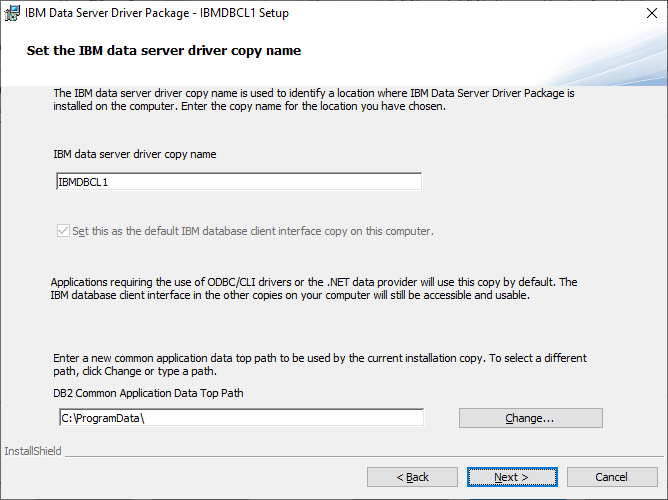 IBM Data Server Driver Package - IBMDBCL1 Setup
Set the IBM data server driver copy name
The IBM data server driver copy name is used to identify a location where IBM Data Server Driver Package is
installed on the computer. Enter the copy name for the location you have chosen.
IBM data server driver copy name
IBMDBCL1
Set this as the default IBM database client interface copy on this computer.
Applications requiring the use of ODBC/CLI drivers or the .NET data provider will use this copy by default. The
IBM database client interface in the other copies on your computer will still be accessible and usable.
Enter a new common application data top path to be used by the current installation copy. To select a different
path, click Change or type a path.
DB2 Common Application Data Top Path
C:\ProgramData\
Change...
InstallShield
< Back
Next >
Cancel